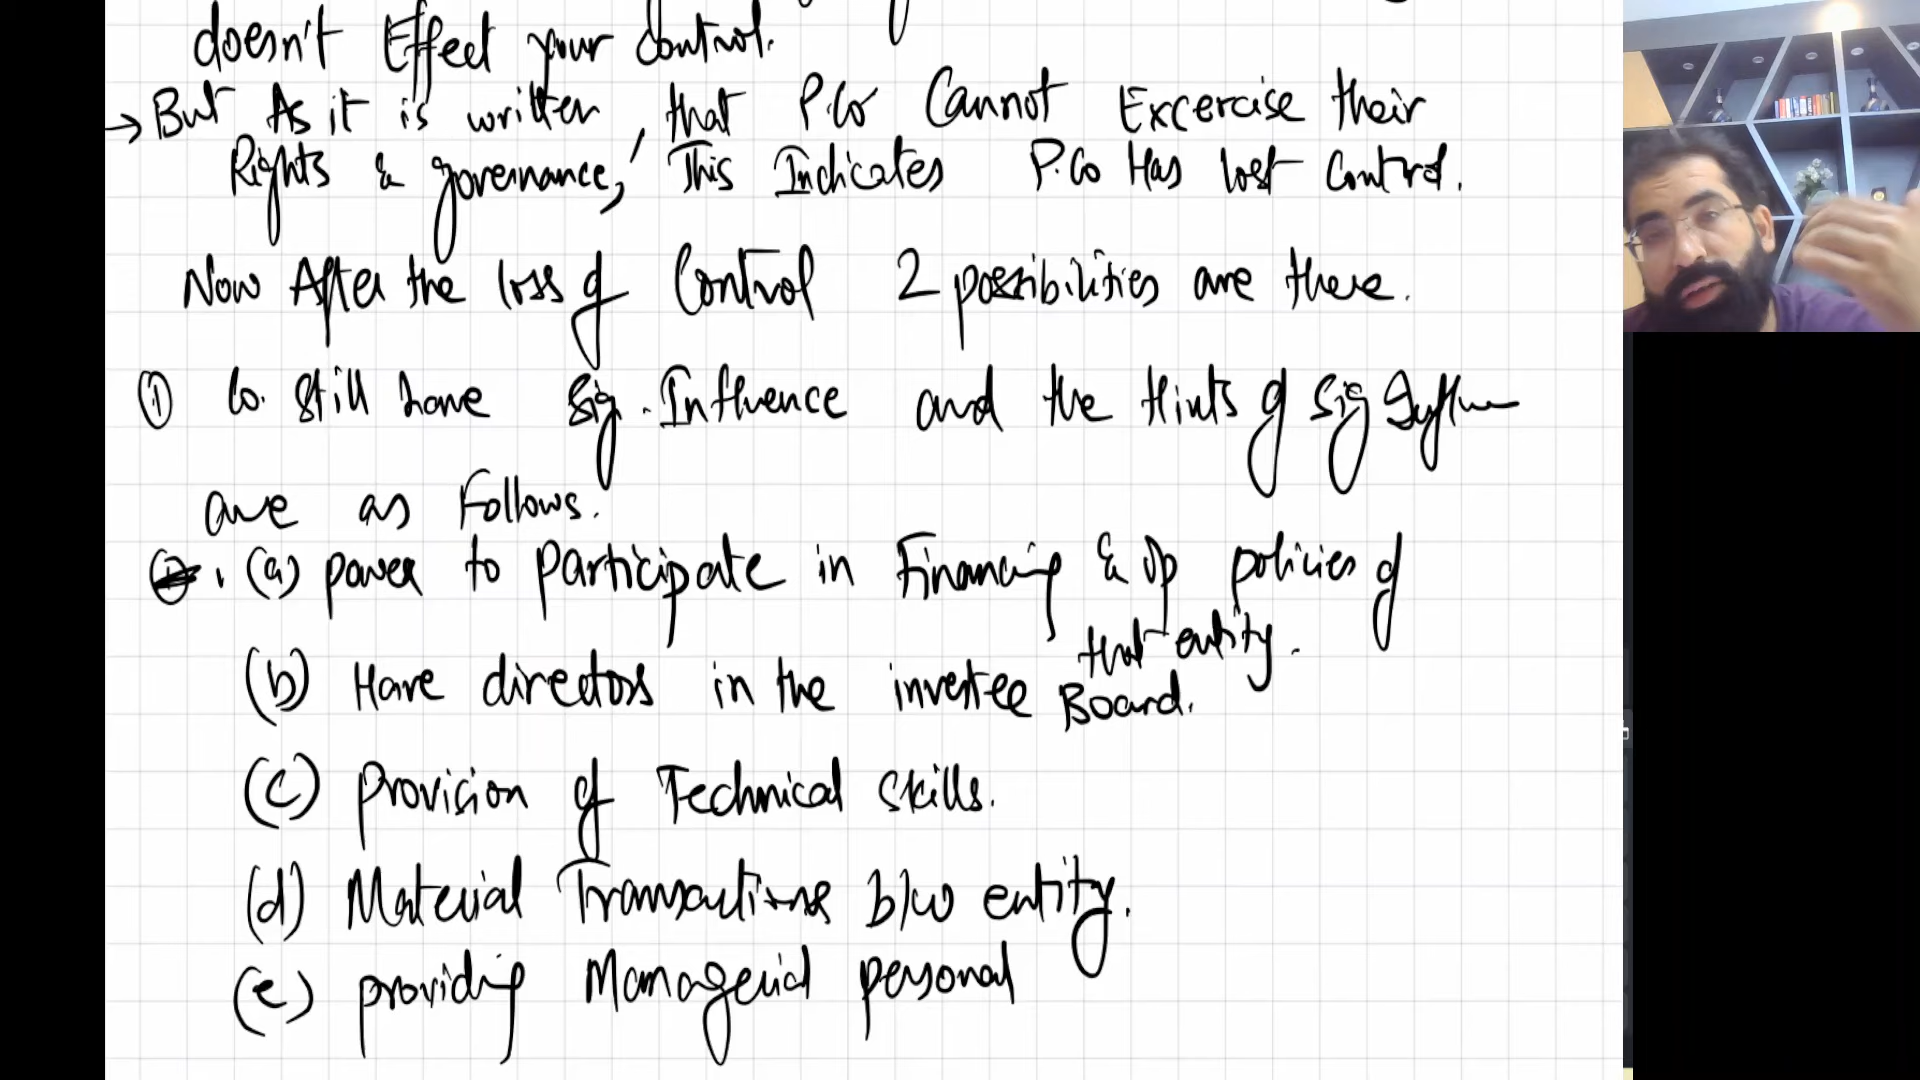 doesn't Effect your Control.
→ But As it is written, that P.Co Cannot Excercise their
Rights & governance, This Indicates P.Co Has lost Control.
Now After the loss of Control 2 possibilities are there.
① Co. still have sig. Influence and the Hints of sig Influ
are as Follows.
(a) power to participate in Financing & Op policies of
that entity.
(b) Have directors in the investee Board.
(c) Provision of Technical skills.
(d) Material Transactions b/w entity.
(e) providing Managerial personal